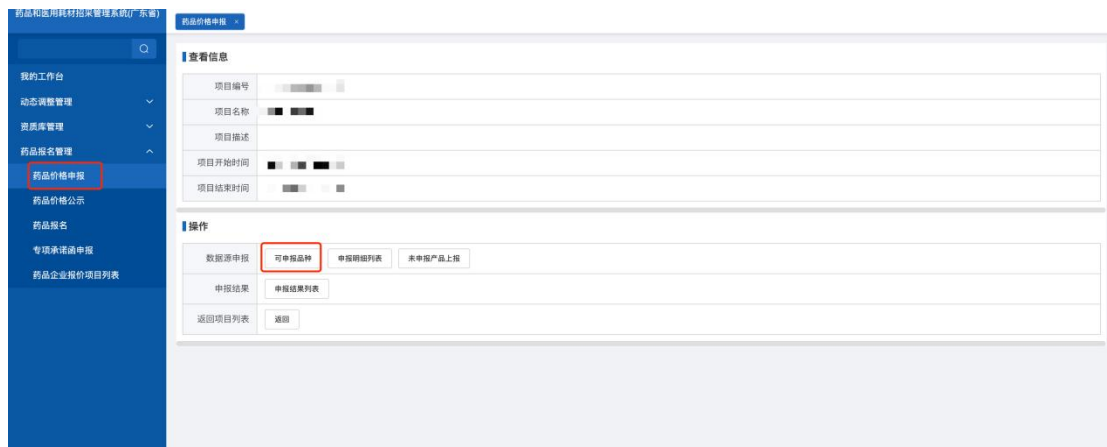 药品和医用耗材招采管理系统(广东省)
药品价格申报 ×
我的工作台
动态调整管理
资质库管理
药品报名管理
药品价格申报
药品价格公示
药品报名
专项承诺函申报
药品企业报价项目列表
查看信息
项目编号
项目名称
项目描述
项目开始时间
项目结束时间
操作
数据源申报 可申报品种 申报明细列表 未申报产品上报
申报结果 申报结果列表
返回项目列表 返回